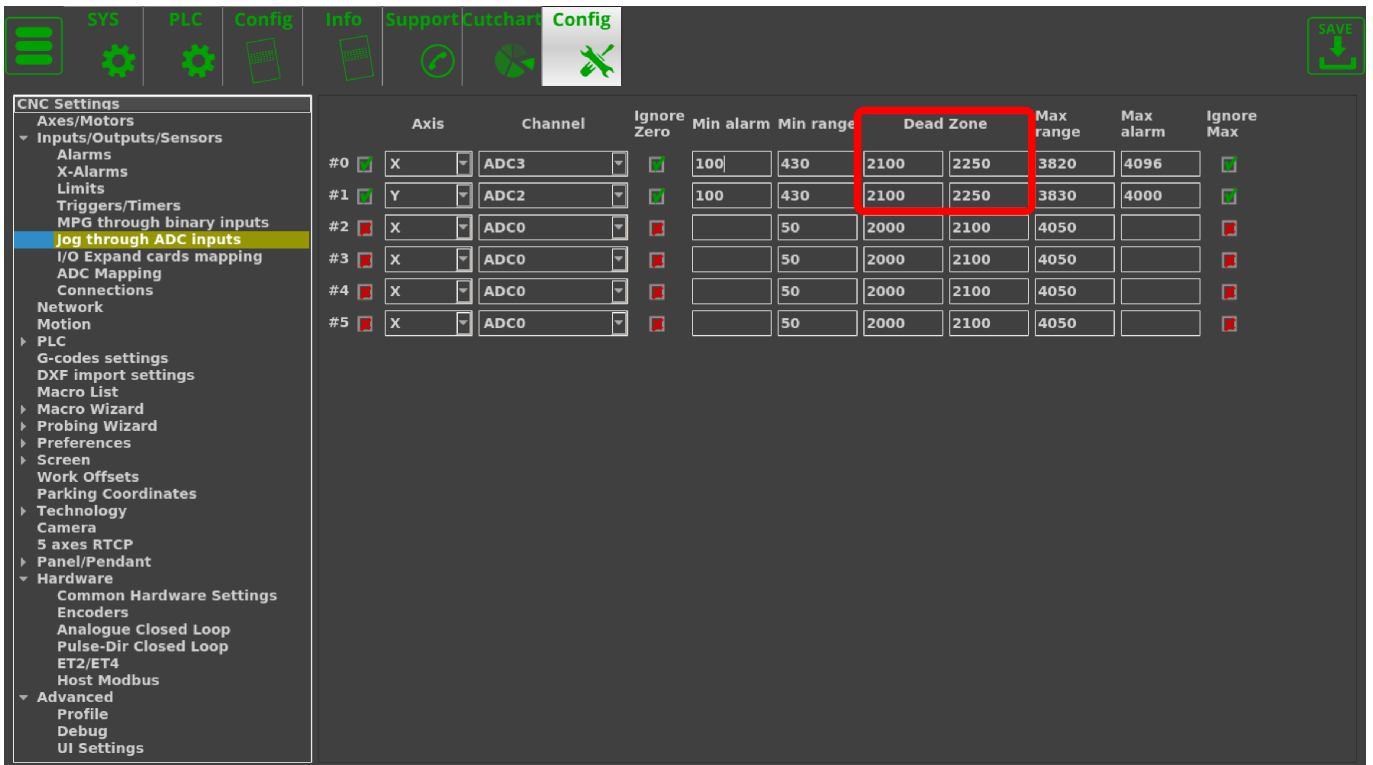 SYS PLC Config Info Support Cutchart Config SAVE
CNC Settings
Axes/Motors
Inputs/Outputs/Sensors
Alarms
X-Alarms
Limits
Triggers/Timers
MPG through binary inputs
Jog through ADC inputs
I/O Expand cards mapping
ADC Mapping
Connections
Network
Motion
PLC
G-codes settings
DXF import settings
Macro List
Macro Wizard
Probing Wizard
Preferences
Screen
Work Offsets
Parking Coordinates
Technology
Camera
5 axes RTCP
Panel/Pendant
Hardware
Common Hardware Settings
Encoders
Analogue Closed Loop
Pulse-Dir Closed Loop
ET2/ET4
Host Modbus
Advanced
Profile
Debug
UI Settings
Axis Channel Ignore Zero Min alarm Min range Dead Zone Max range Max alarm Ignore Max
#0 X ADC3 100 430 2100 2250 3820 4096
#1 Y ADC2 100 430 2100 2250 3830 4000
#2 X ADC0 50 2000 2100 4050
#3 X ADC0 50 2000 2100 4050
#4 X ADC0 50 2000 2100 4050
#5 X ADC0 50 2000 2100 4050